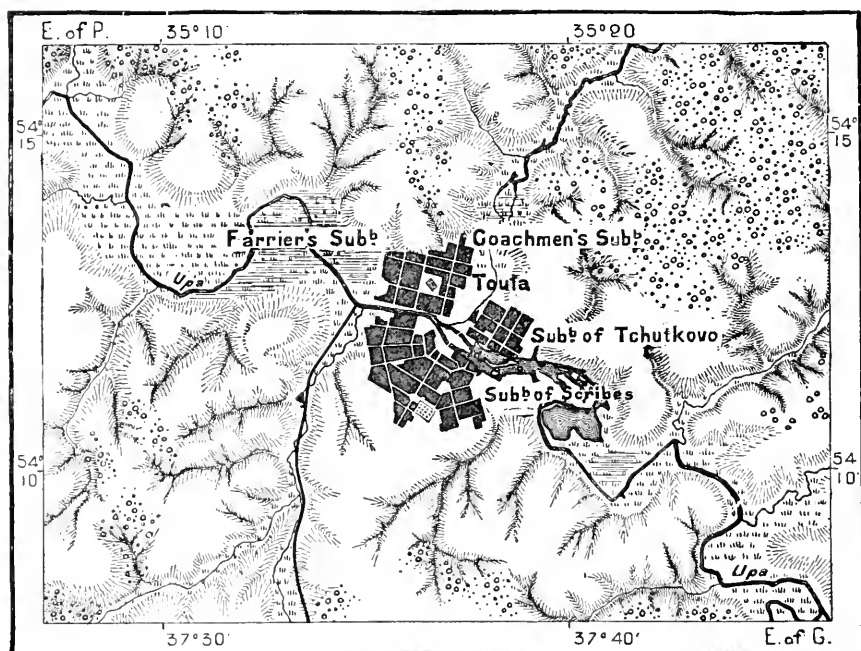 E. of P. 35°10 35°20
54° 15' 54° 15'
Farrier's Subb. Coachmen's Subb.
Toula
Upa
Subb. of Tchutkovo
Subb. of Scribes
54° 10' 54° 10'
Upa
37°30' 37°40' E. of G.